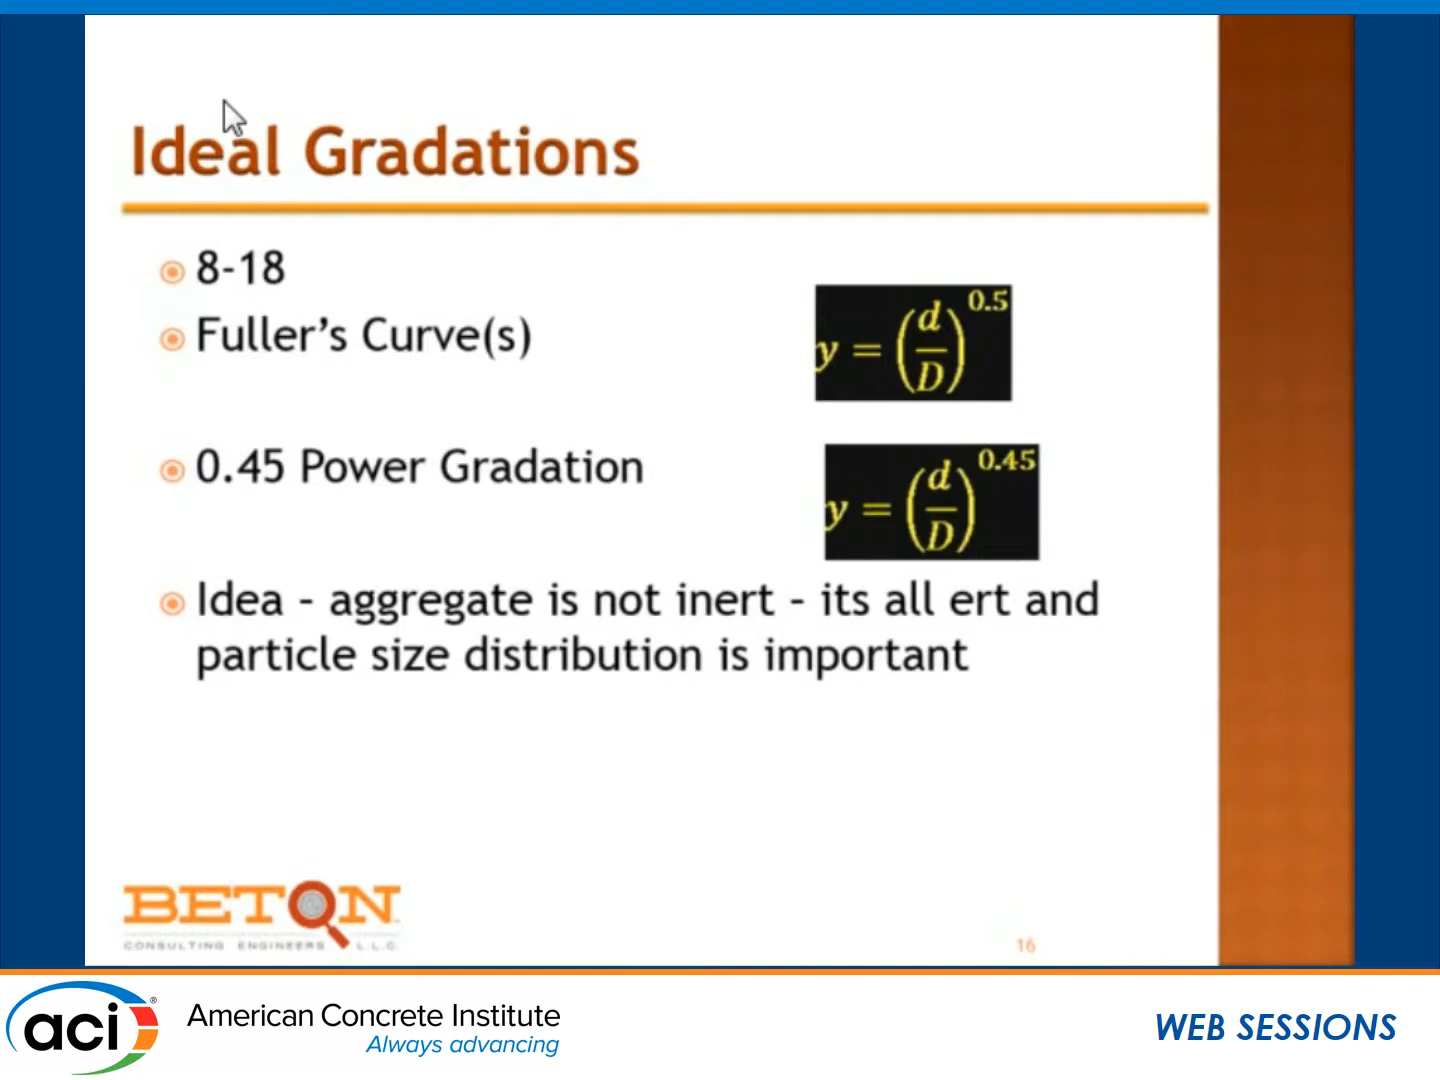 Ideal Gradations
8-18
Fuller's Curve(s)
y = (d/D)^0.5
0.45 Power Gradation
y = (d/D)^0.45
Idea - aggregate is not inert - its all ert and
particle size distribution is important
BETON
CONSULTING ENGINEERS L.L.C.
16
aci®
American Concrete Institute
Always advancing
WEB SESSIONS